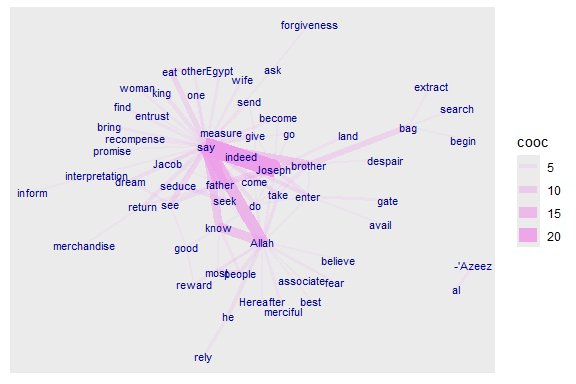 forgiveness
eat
otherEgypt
ask
wife
woman
king
one
extract
find
send
search
entrust
become
bring
measure
give
go
land
bag
recompense
say
begin
promise
indeed
Jacob
Joseph
brother
despair
interpretation
dream
seduce
father
come
inform
take
enter
return
see
seek
do
gate
know
avail
merchandise
good
Allah
believe
-'Azeez
most
people
reward
associate
fear
al
Hereafter
best
merciful
he
rely
cooc
5
10
15
20